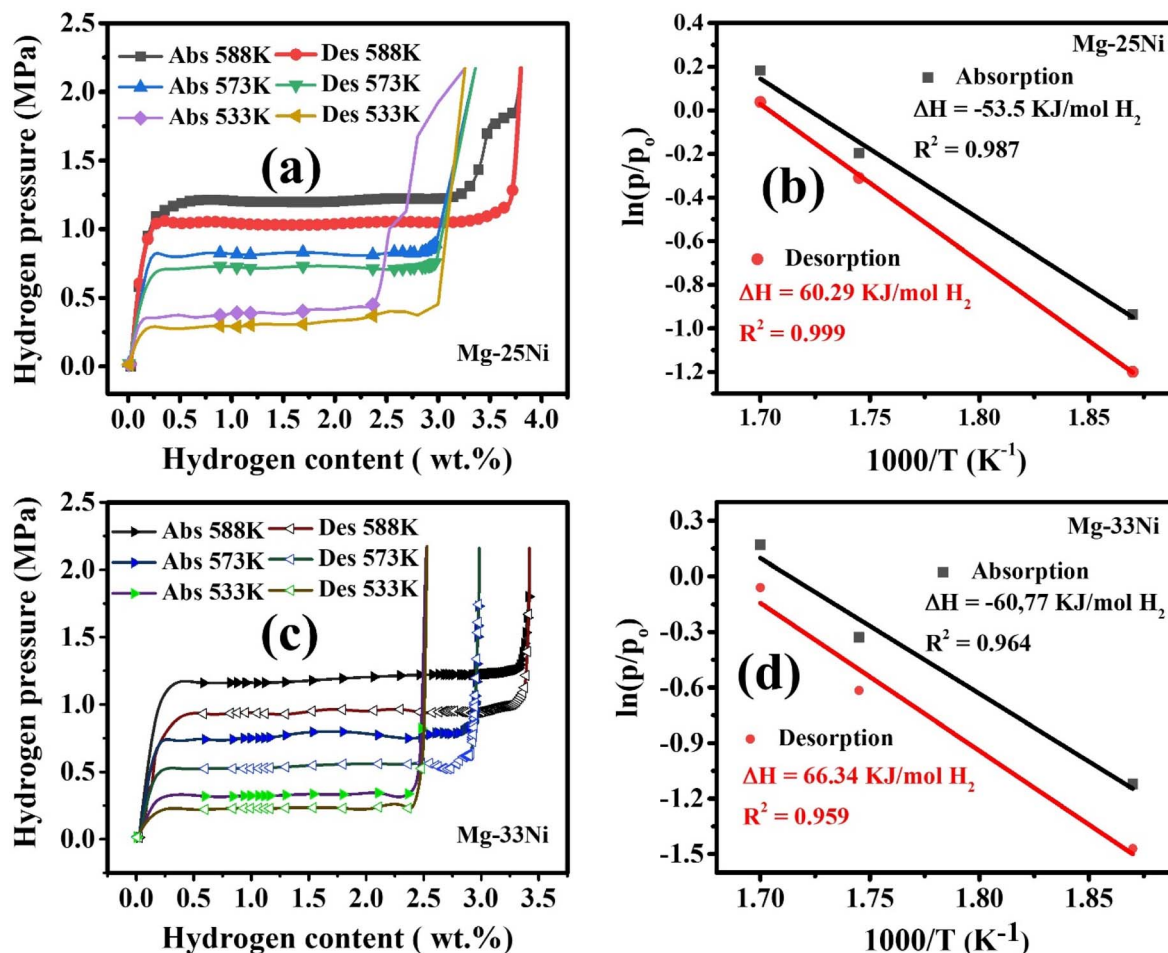 Hydrogen pressure (MPa)
2.5
2.0
1.5
1.0
0.5
0.0
Abs 588K
Des 588K
Abs 573K
Des 573K
Abs 533K
Des 533K
(a)
Mg-25Ni
0.0 0.5 1.0 1.5 2.0 2.5 3.0 3.5 4.0
Hydrogen content ( wt.%)
ln(p/pₒ)
0.4
0.2
0.0
-0.2
-0.4
-0.6
-0.8
-1.0
-1.2
Mg-25Ni
Absorption
ΔH = -53.5 KJ/mol H₂
R² = 0.987
(b)
Desorption
ΔH = 60.29 KJ/mol H₂
R² = 0.999
1.70 1.75 1.80 1.85
1000/T (K⁻¹)
Hydrogen pressure (MPa)
2.5
2.0
1.5
1.0
0.5
0.0
Abs 588K
Des 588K
Abs 573K
Des 573K
Abs 533K
Des 533K
(c)
Mg-33Ni
0.0 0.5 1.0 1.5 2.0 2.5 3.0 3.5
Hydrogen content ( wt.%)
ln(p/pₒ)
0.3
0.0
-0.3
-0.6
-0.9
-1.2
-1.5
Mg-33Ni
Absorption
ΔH = -60,77 KJ/mol H₂
R² = 0.964
(d)
Desorption
ΔH = 66.34 KJ/mol H₂
R² = 0.959
1.70 1.75 1.80 1.85
1000/T (K⁻¹)